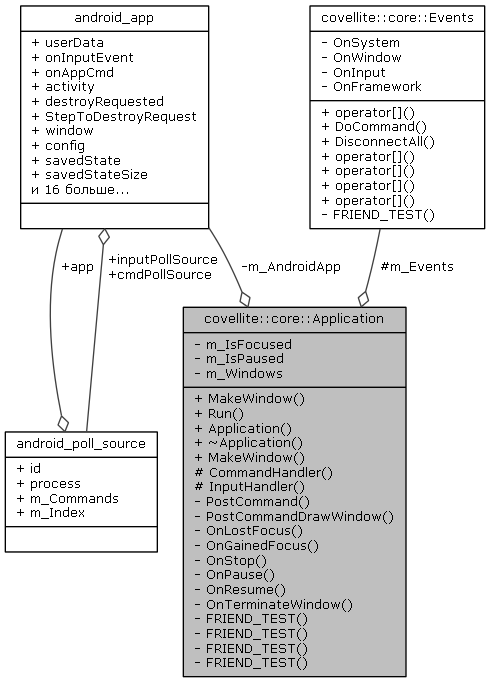 android_app
+ userData
+ onInputEvent
+ onAppCmd
+ activity
+ destroyRequested
+ StepToDestroyRequest
+ window
+ config
+ savedState
+ savedStateSize
и 16 больше...
covellite::core::Events
- OnSystem
- OnWindow
- OnInput
- OnFramework
+ operator[]()
+ DoCommand()
+ DisconnectAll()
+ operator[]()
+ operator[]()
+ operator[]()
+ operator[]()
- FRIEND_TEST()
+app
+inputPollSource
+cmdPollSource
-m_AndroidApp
#m_Events
android_poll_source
+ id
+ process
+ m_Commands
+ m_Index
covellite::core::Application
- m_IsFocused
- m_IsPaused
- m_Windows
+ MakeWindow()
+ Run()
+ Application()
+ ~Application()
+ MakeWindow()
# CommandHandler()
# InputHandler()
- PostCommand()
- PostCommandDrawWindow()
- OnLostFocus()
- OnGainedFocus()
- OnStop()
- OnPause()
- OnResume()
- OnTerminateWindow()
- FRIEND_TEST()
- FRIEND_TEST()
- FRIEND_TEST()
- FRIEND_TEST()